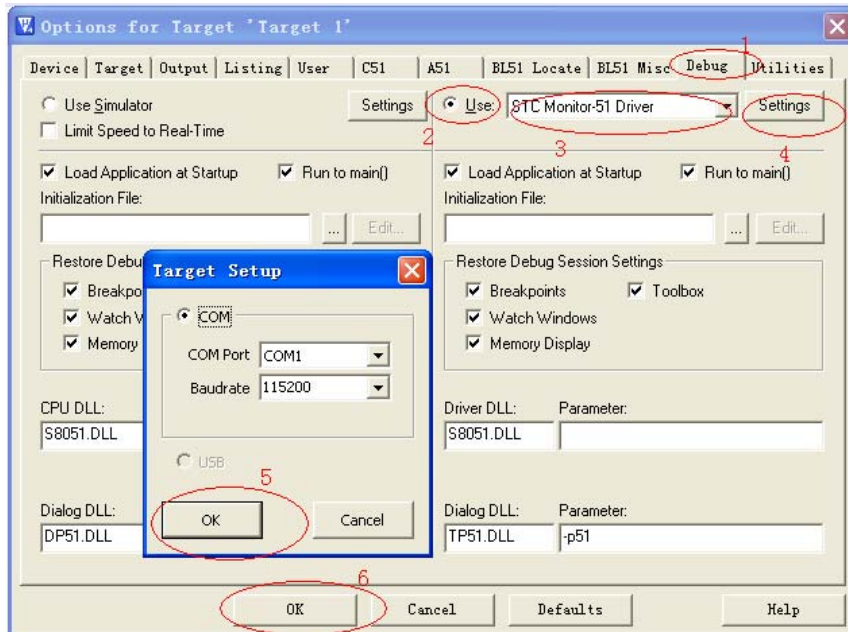 Options for Target 'Target 1'
1
Device Target Output Listing User C51 A51 BL51 Locate BL51 Misc Debug Utilities
Use Simulator Settings Use: STC Monitor-51 Driver Settings
Limit Speed to Real-Time
2
3
4
Load Application at Startup Run to main() Load Application at Startup Run to main()
Initialization File: Initialization File:
... Edit... ... Edit...
Restore Restore Debug Session Settings
Breakpoints Toolbox
Watch Watch Windows
Memory Memory Display
Target Setup
COM
COM Port COM1
Baudrate 115200
USB
5
OK Cancel
CPU DLL: Driver DLL: Parameter:
S8051.DLL S8051.DLL
Dialog DLL: Dialog DLL: Parameter:
DP51.DLL TP51.DLL -p51
6
OK Cancel Defaults Help